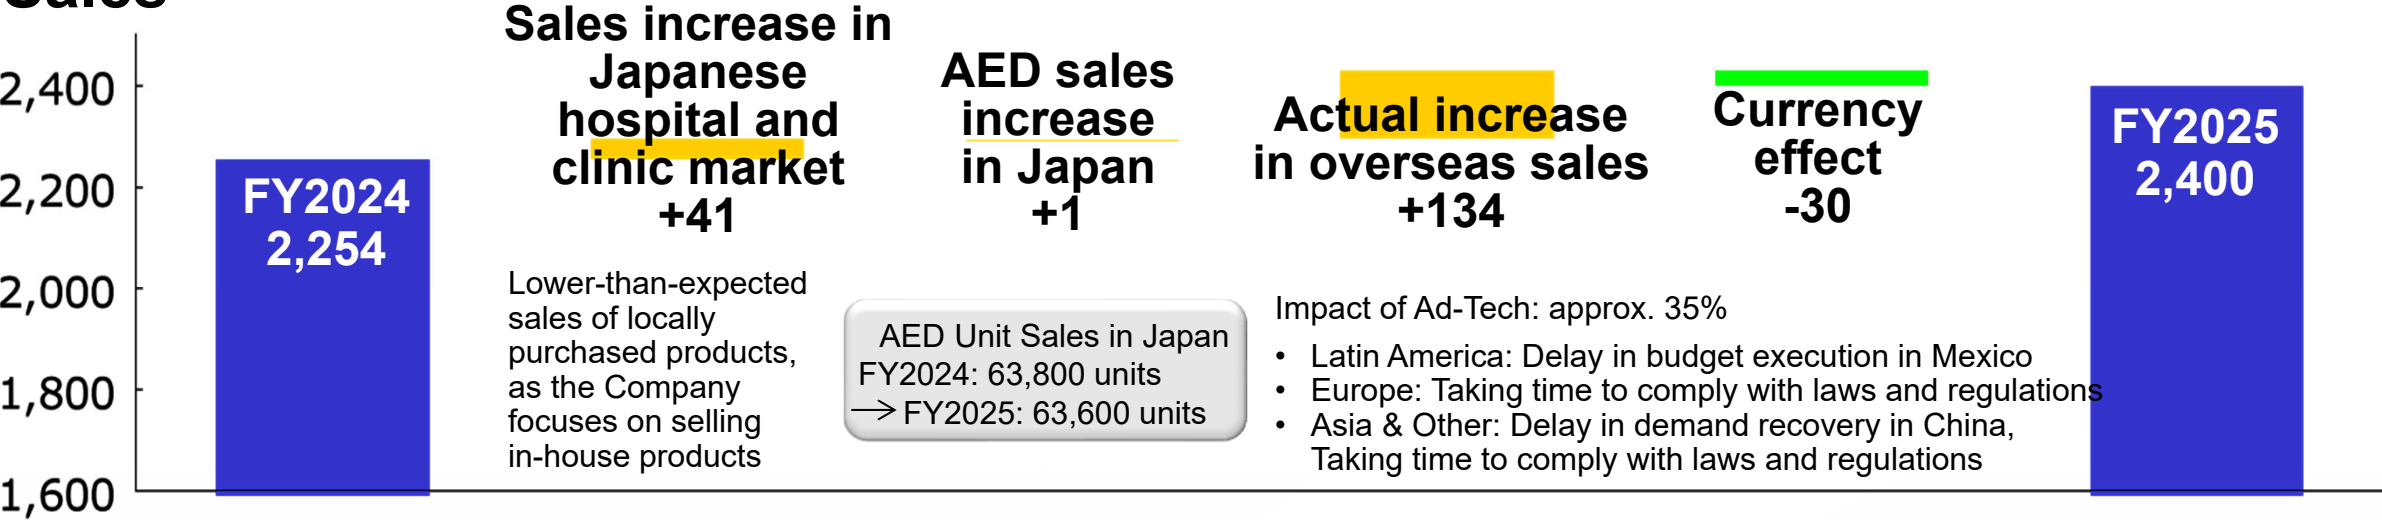 Sales
2,400
2,200
2,000
1,800
1,600
FY2024
2,254
Sales increase in
Japanese
hospital and
clinic market
+41
Lower-than-expected
sales of locally
purchased products,
as the Company
focuses on selling
in-house products
AED sales
increase
in Japan
+1
AED Unit Sales in Japan
FY2024: 63,800 units
→ FY2025: 63,600 units
Actual increase
in overseas sales
+134
Impact of Ad-Tech: approx. 35%
• Latin America: Delay in budget execution in Mexico
• Europe: Taking time to comply with laws and regulations
• Asia & Other: Delay in demand recovery in China,
Taking time to comply with laws and regulations
Currency
effect
-30
FY2025
2,400